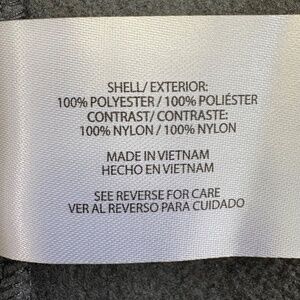 SHELL/ EXTERIOR:
100% POLYESTER / 100% POLIÉSTER
CONTRAST/ CONTRASTE:
100% NYLON / 100% NYLON
MADE IN VIETNAM
HECHO EN VIETNAM
SEE REVERSE FOR CARE
VER AL REVERSO PARA CUIDADO